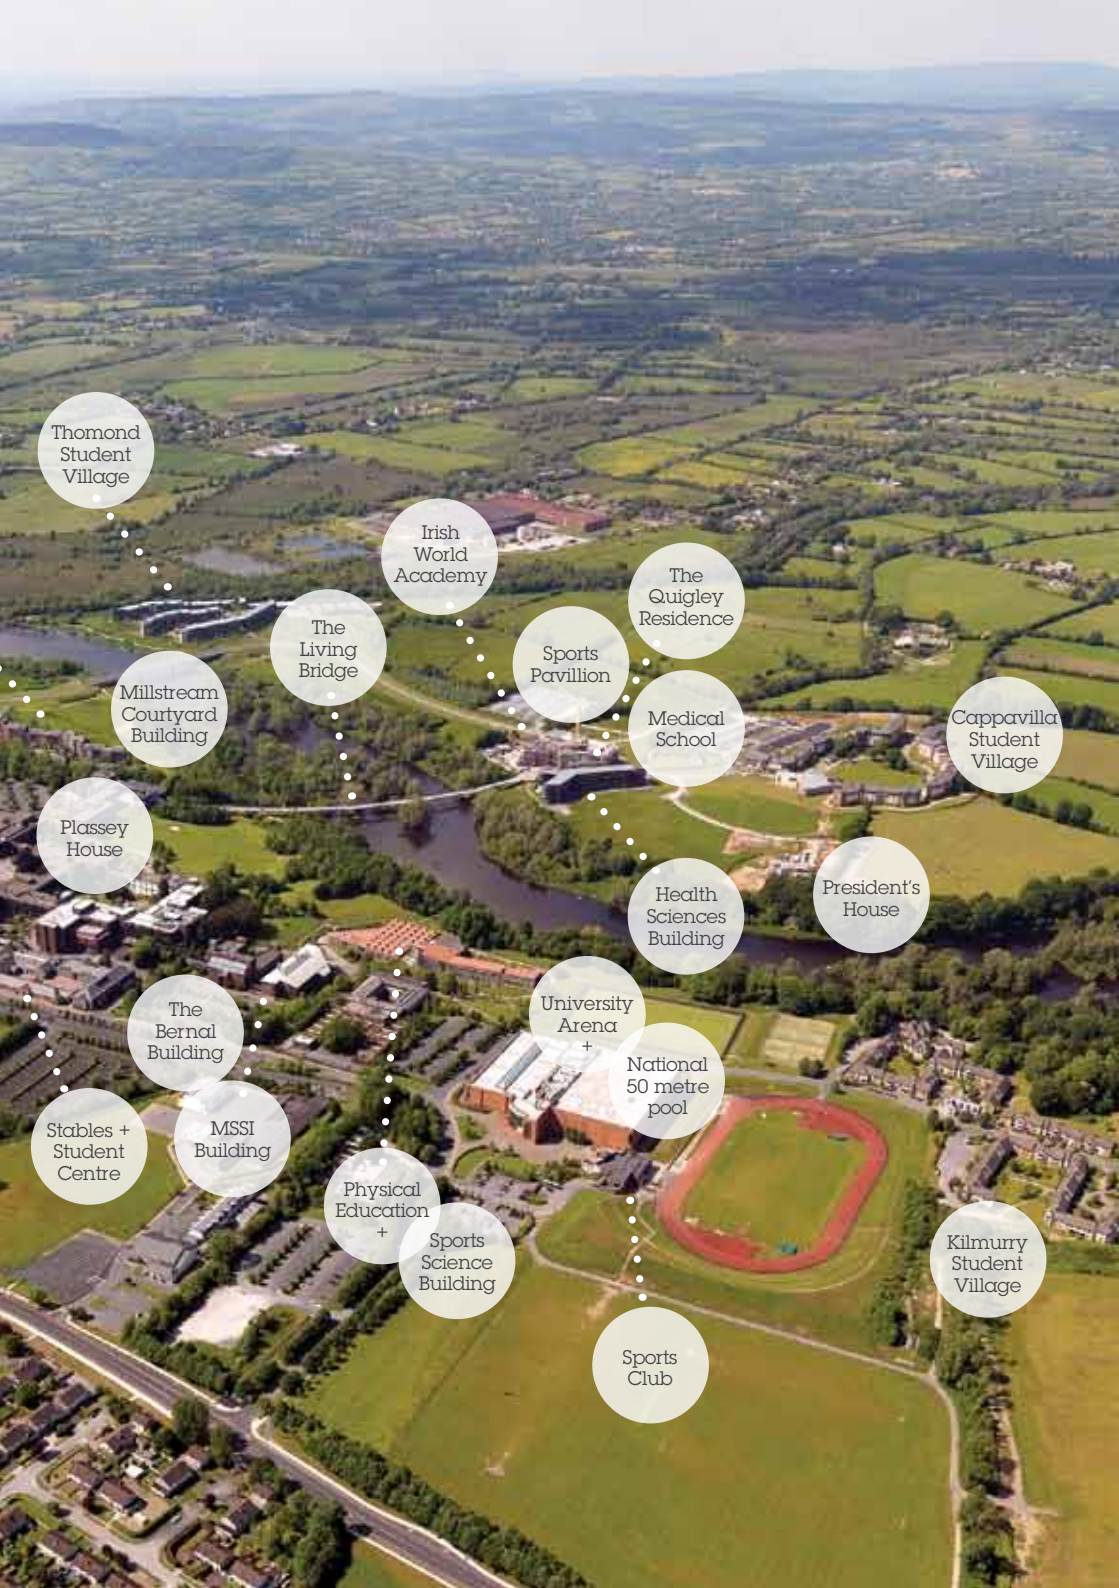 Thomond
Student
Village
Irish
World
Academy
The
Quigley
Residence
The
Living
Bridge
Sports
Pavillion
Millstream
Courtyard
Building
Medical
School
Cappavilla
Student
Village
Plassey
House
President's
House
Health
Sciences
Building
University
Arena
+
National
50 metre
pool
The
Bernal
Building
Stables +
Student
Centre
MSSI
Building
Physical
Education
+
Sports
Science
Building
Kilmurry
Student
Village
Sports
Club